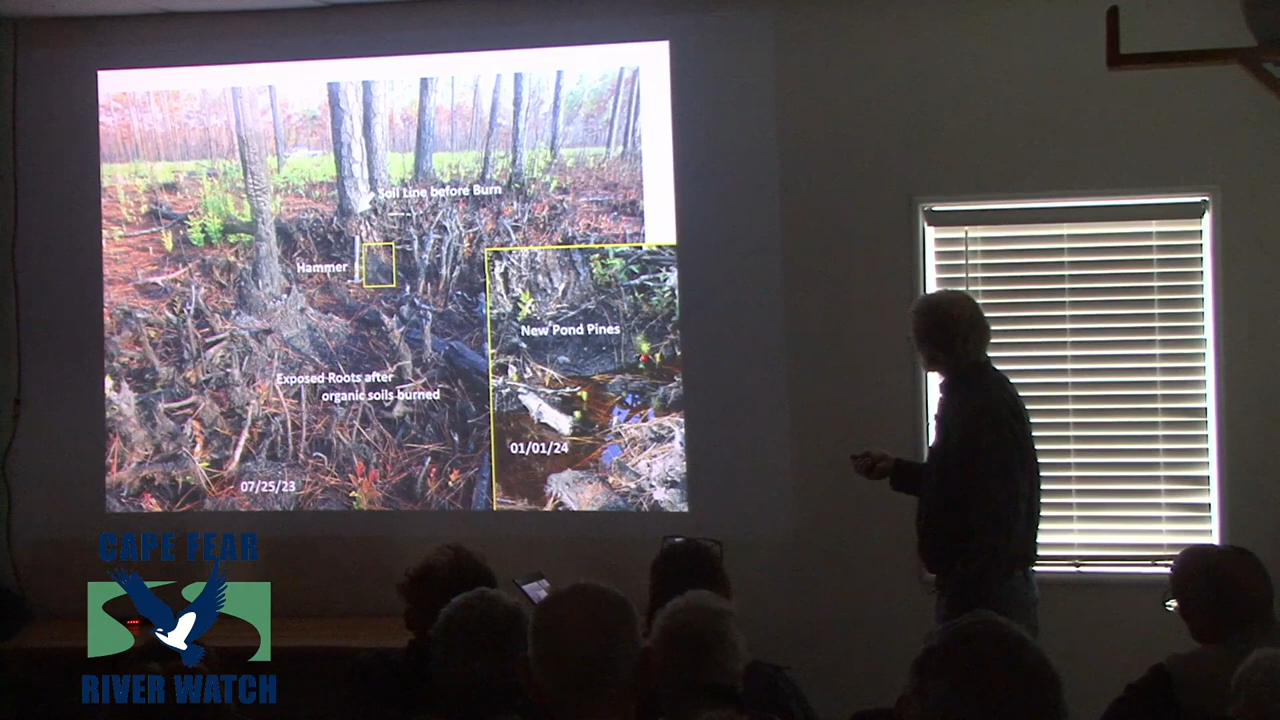 Soil Line before Burn
Hammer
New Pond Pines
Exposed Roots after
organic soils burned
01/01/24
07/25/23
CAPE FEAR
RIVER WATCH